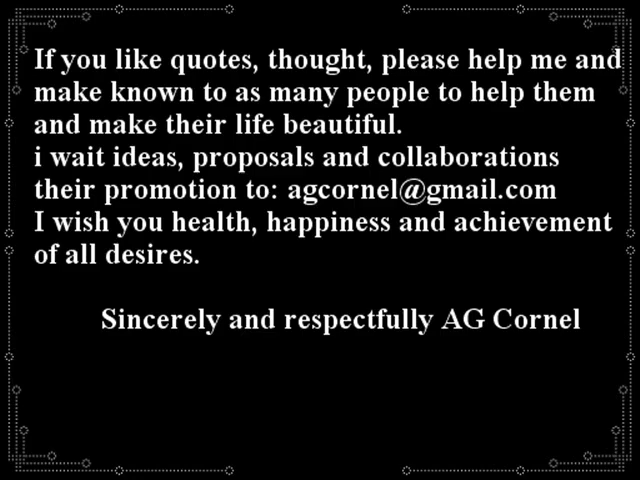 If you like quotes, thought, please help me and
make known to as many people to help them
and make their life beautiful.
i wait ideas, proposals and collaborations
their promotion to: agcornel@gmail.com
I wish you health, happiness and achievement
of all desires.
Sincerely and respectfully AG Cornel